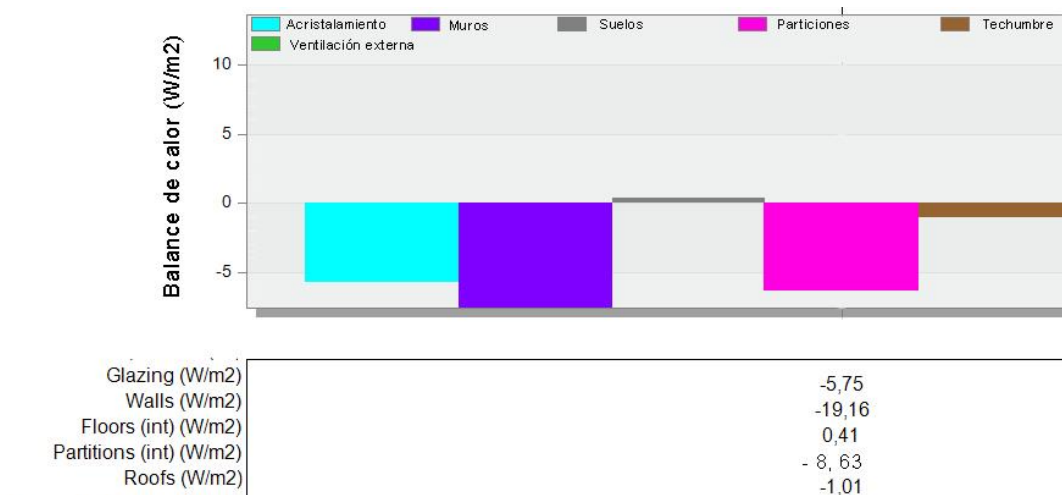 Acristalamiento Muros Suelos Particiones Techumbre
Ventilación externa
Balance de calor (W/m2)
10
5
0
-5
Glazing (W/m2) -5,75
Walls (W/m2) -19,16
Floors (int) (W/m2) 0,41
Partitions (int) (W/m2) - 8, 63
Roofs (W/m2) -1,01